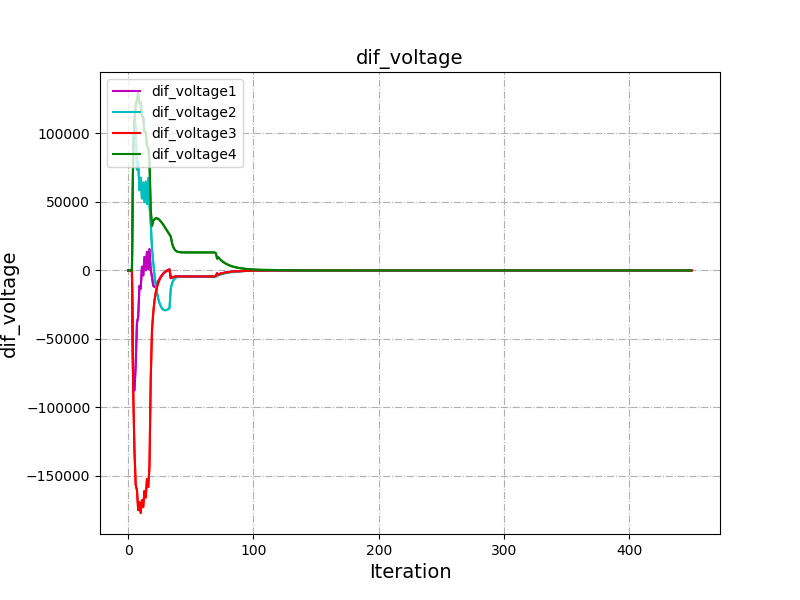 dif_voltage
dif_voltage1
dif_voltage2
dif_voltage3
dif_voltage4
100000
50000
0
−50000
−100000
−150000
dif_voltage
0 100 200 300 400
Iteration